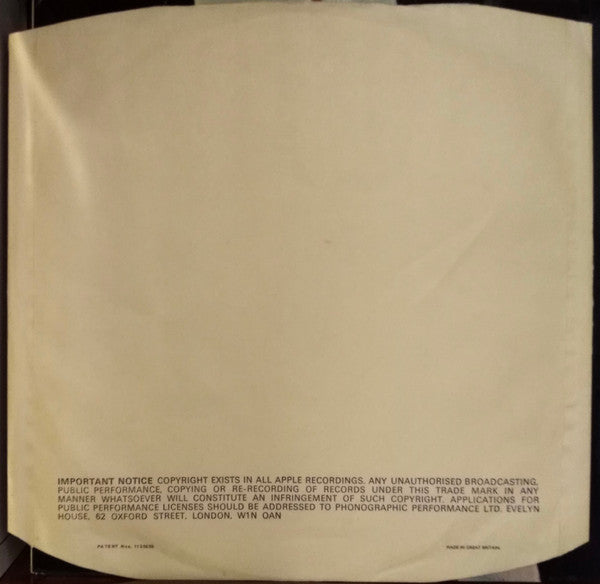 IMPORTANT NOTICE COPYRIGHT EXISTS IN ALL APPLE RECORDINGS. ANY UNAUTHORISED BROADCASTING,
PUBLIC PERFORMANCE, COPYING OR RE-RECORDING OF RECORDS UNDER THIS TRADE MARK IN ANY
MANNER WHATSOEVER WILL CONSTITUTE AN INFRINGEMENT OF SUCH COPYRIGHT. APPLICATIONS FOR
PUBLIC PERFORMANCE LICENSES SHOULD BE ADDRESSED TO PHONOGRAPHIC PERFORMANCE LTD. EVELYN
HOUSE, 62 OXFORD STREET, LONDON, W1N OAN
PATENT Nos.
MADE IN GREAT BRITAIN